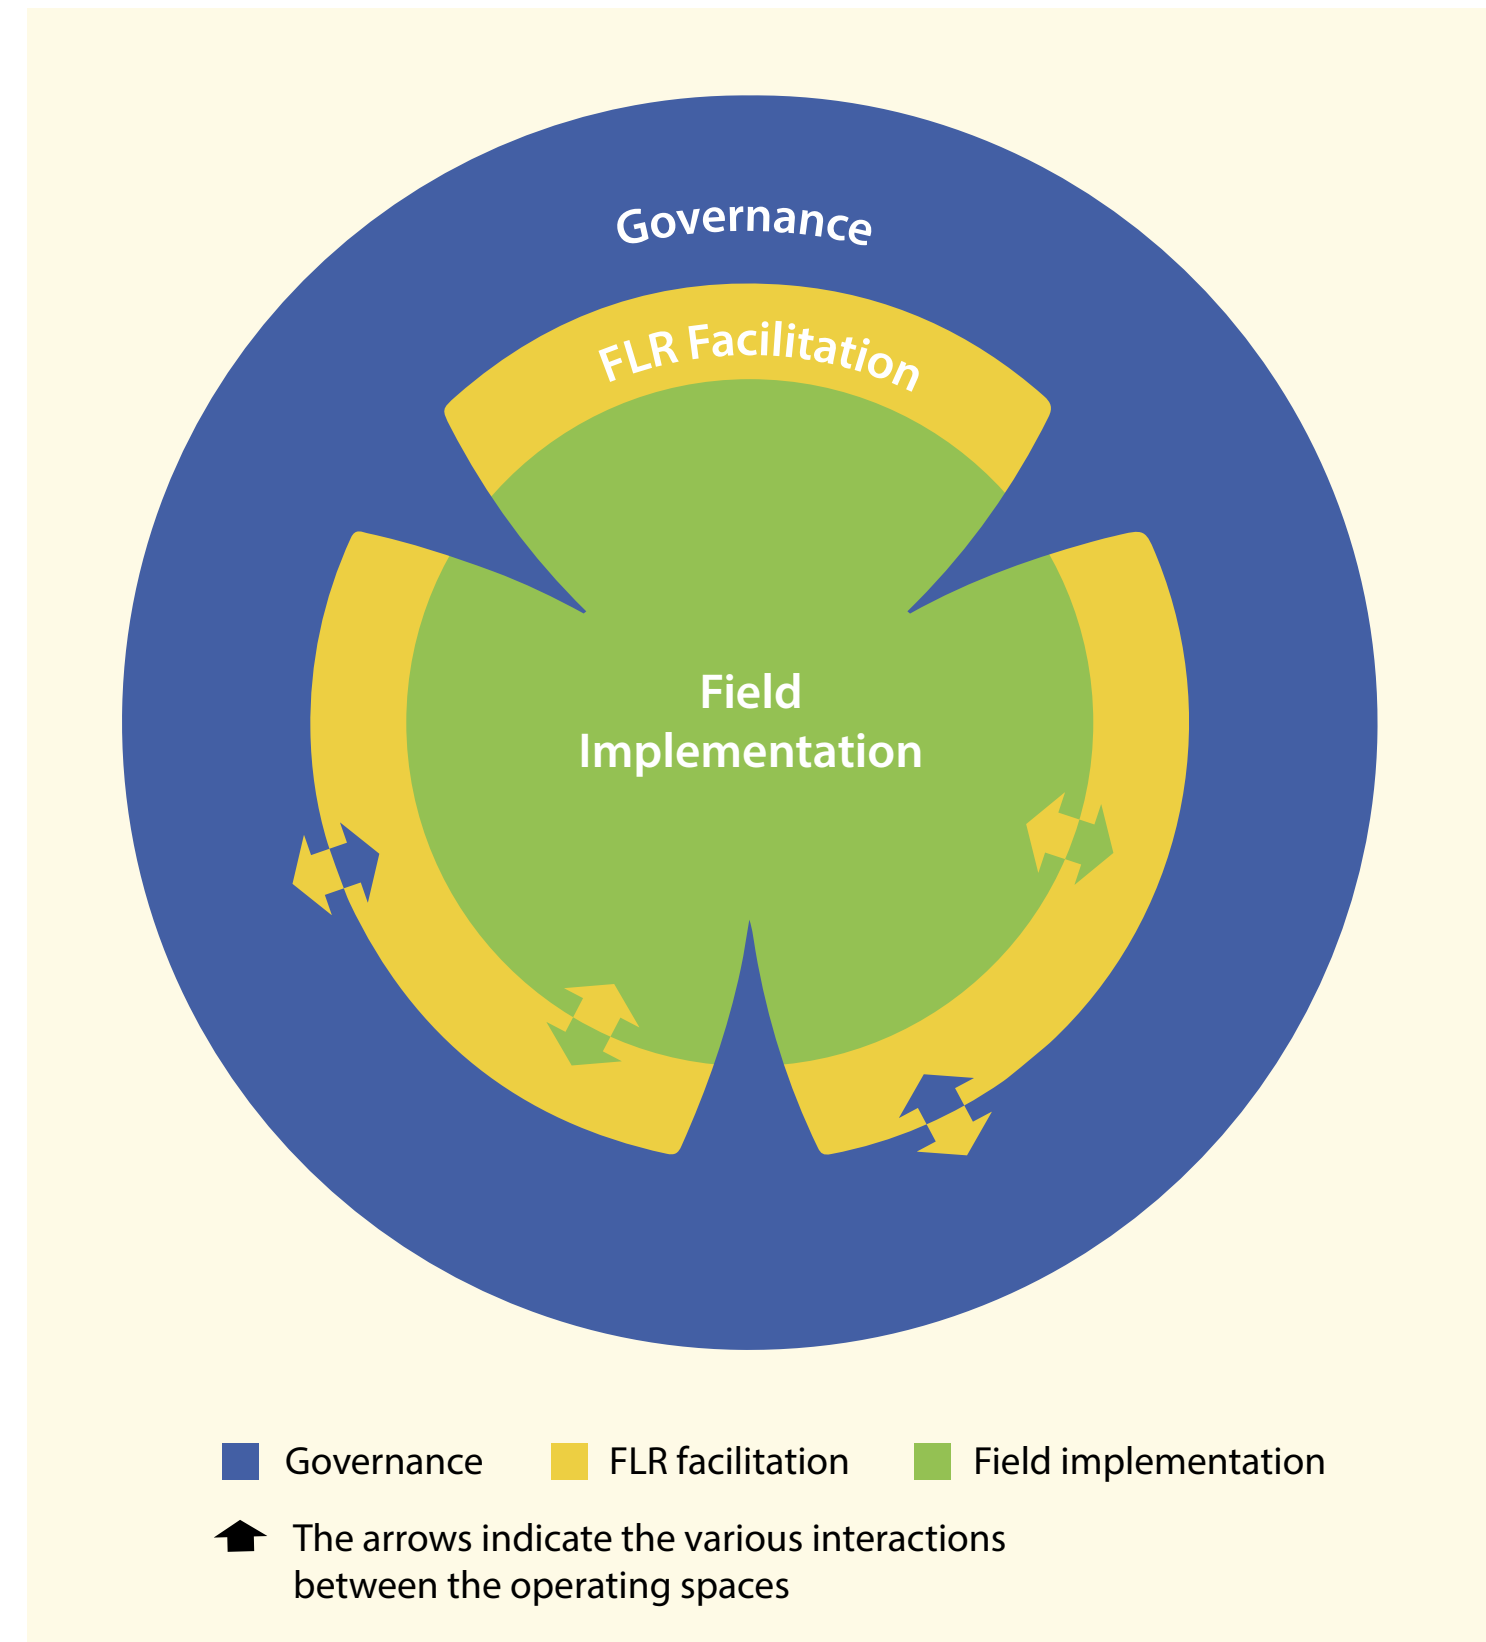 Governance
FLR Facilitation
Field
Implementation
Governance
FLR facilitation
Field implementation
The arrows indicate the various interactions
between the operating spaces